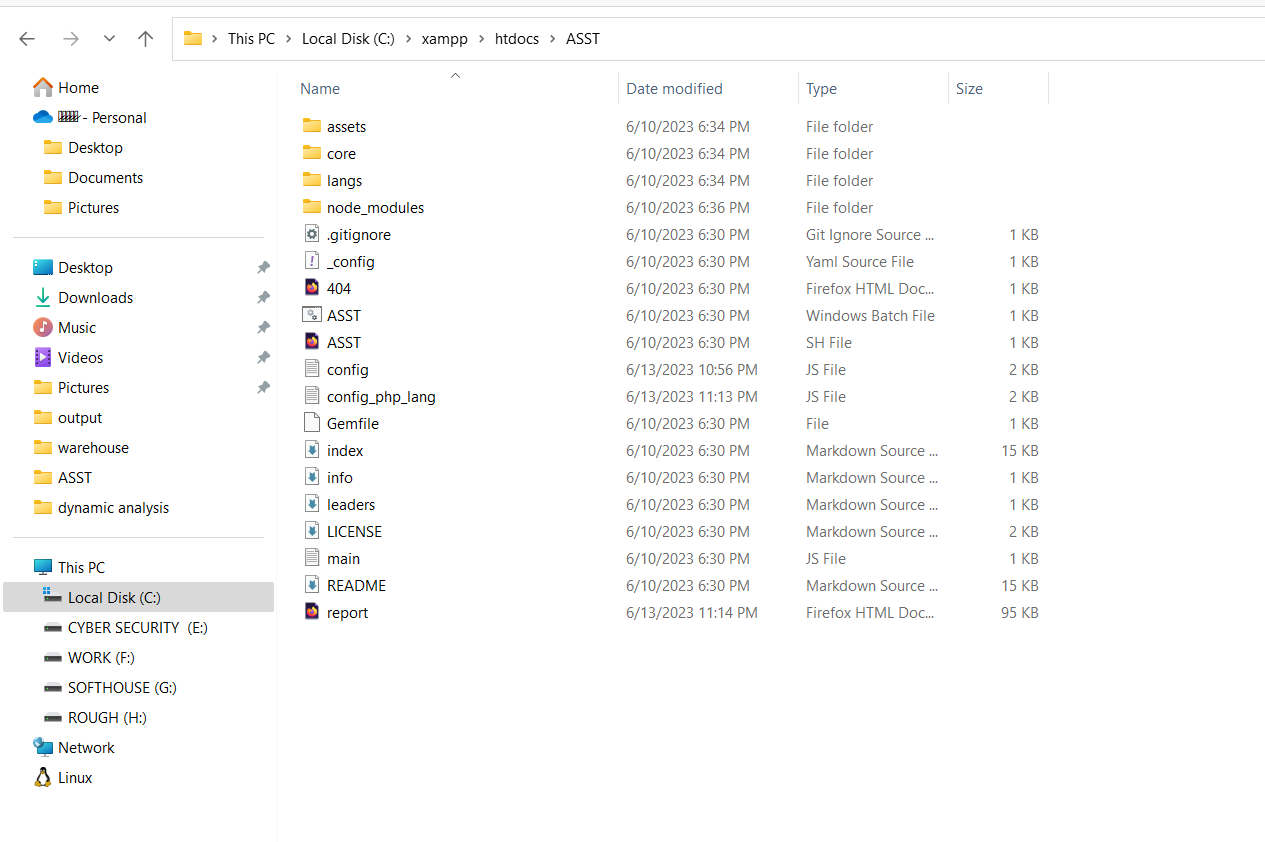 This PC > Local Disk (C:) > xampp > htdocs > ASST
Home
- Personal
Desktop
Documents
Pictures
Desktop
Downloads
Music
Videos
Pictures
output
warehouse
ASST
dynamic analysis
This PC
Local Disk (C:)
CYBER SECURITY (E:)
WORK (F:)
SOFTHOUSE (G:)
ROUGH (H:)
Network
Linux
Name Date modified Type Size
assets 6/10/2023 6:34 PM File folder
core 6/10/2023 6:34 PM File folder
langs 6/10/2023 6:34 PM File folder
node_modules 6/10/2023 6:36 PM File folder
.gitignore 6/10/2023 6:30 PM Git Ignore Source ... 1 KB
_config 6/10/2023 6:30 PM Yaml Source File 1 KB
404 6/10/2023 6:30 PM Firefox HTML Doc... 1 KB
ASST 6/10/2023 6:30 PM Windows Batch File 1 KB
ASST 6/10/2023 6:30 PM SH File 1 KB
config 6/13/2023 10:56 PM JS File 2 KB
config_php_lang 6/13/2023 11:13 PM JS File 2 KB
Gemfile 6/10/2023 6:30 PM File 1 KB
index 6/10/2023 6:30 PM Markdown Source ... 15 KB
info 6/10/2023 6:30 PM Markdown Source ... 1 KB
leaders 6/10/2023 6:30 PM Markdown Source ... 1 KB
LICENSE 6/10/2023 6:30 PM Markdown Source ... 2 KB
main 6/10/2023 6:30 PM JS File 1 KB
README 6/10/2023 6:30 PM Markdown Source ... 15 KB
report 6/13/2023 11:14 PM Firefox HTML Doc... 95 KB